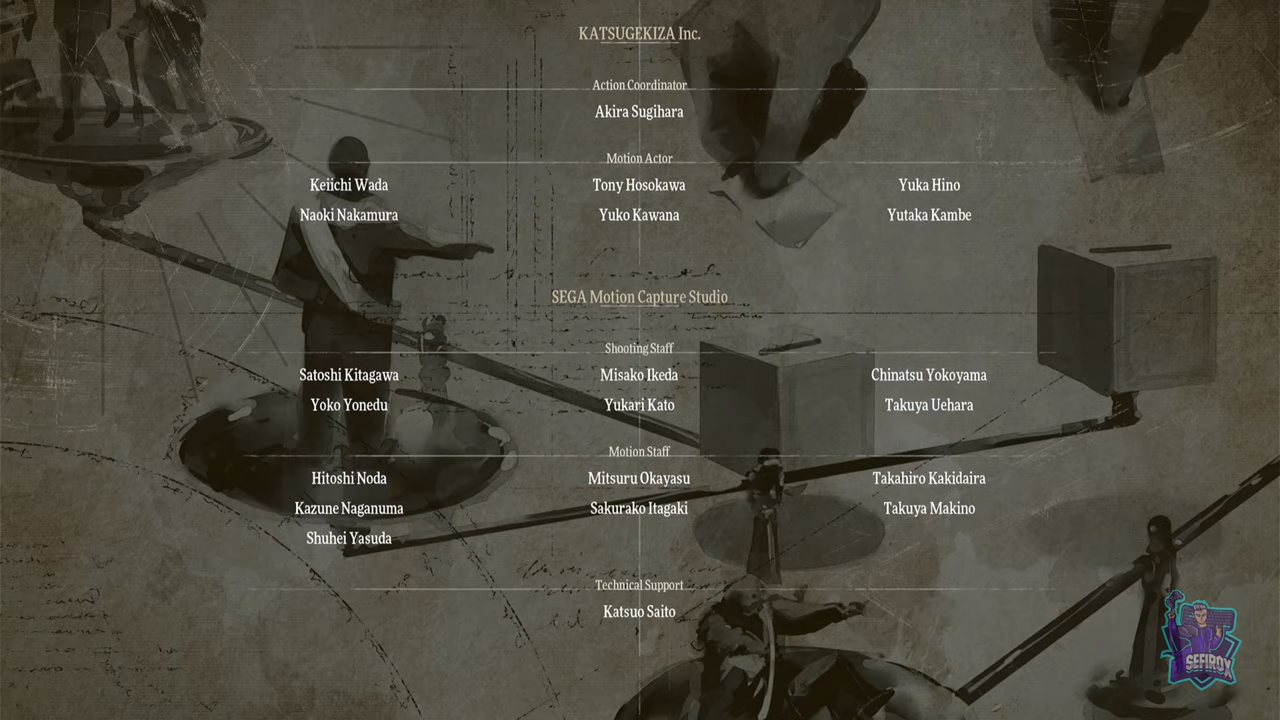 KATSUGEKIZA Inc.
Action Coordinator
Akira Sugihara
Motion Actor
Keiichi Wada Tony Hosokawa Yuka Hino
Naoki Nakamura Yuko Kawana Yutaka Kambe
SEGA Motion Capture Studio
Shooting Staff
Satoshi Kitagawa Misako Ikeda Chinatsu Yokoyama
Yoko Yonedu Yukari Kato Takuya Uehara
Motion Staff
Hitoshi Noda Mitsuru Okayasu Takahiro Kakidaira
Kazune Naganuma Sakurako Itagaki Takuya Makino
Shuhei Yasuda
Technical Support
Katsuo Saito
SEFIROX